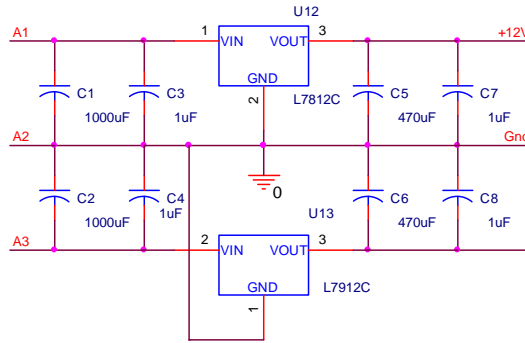 U12
A1
1
VIN
VOUT
3
+12V
GND
C1
C3
2
L7812C
C5
C7
1000uF
1uF
470uF
1uF
A2
Gnd
0
C2
C4
C6
C8
1000uF
1uF
U13
470uF
1uF
A3
2
VIN
VOUT
3
GND
1
L7912C